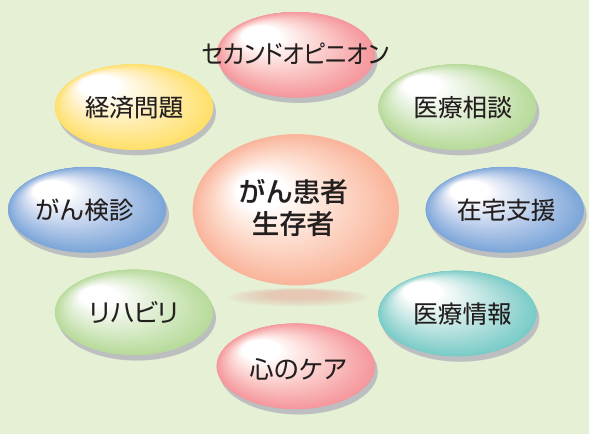 セカンドオピニオン
経済問題
医療相談
がん患者
生存者
がん検診
在宅支援
リハビリ
医療情報
心のケア